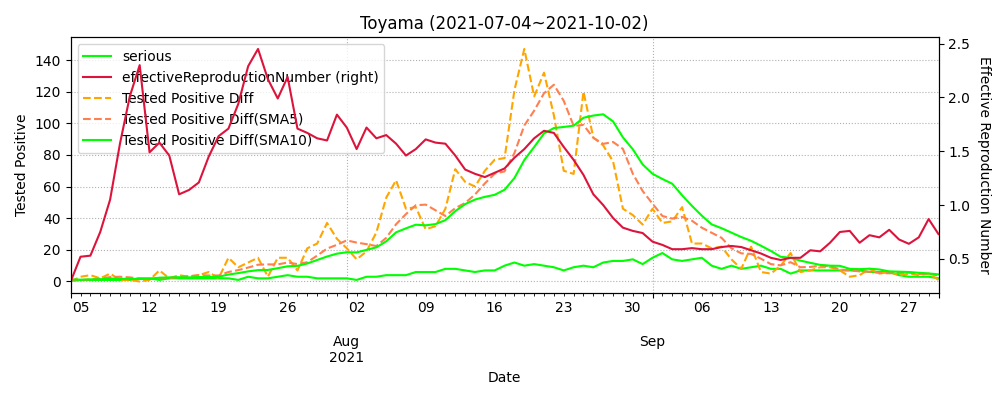 Toyama (2021-07-04~2021-10-02)
serious
effectiveReproductionNumber (right)
Tested Positive Diff
Tested Positive Diff(SMA5)
Tested Positive Diff(SMA10)
Tested Positive
140
120
100
80
60
40
20
0
2.5
2.0
1.5
1.0
0.5
Effective Reproduction Number
05 12 19 26 02 09 16 23 30 06 13 20 27
Aug Sep
2021
Date